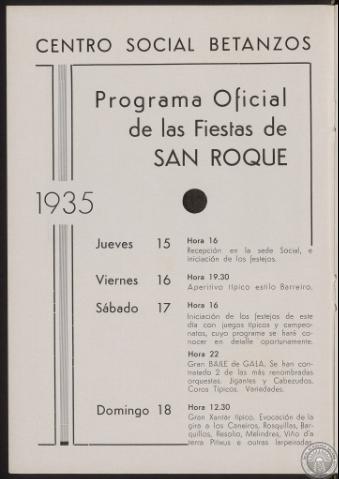 CENTRO SOCIAL BETANZOS
Programa Oficial
de las Fiestas de
SAN ROQUE
1935
Jueves 15 Hora 16
Recepción en la sede Social, e
iniciación de los festejos.
Viernes 16 Hora 19.30
Aperitivo típico estilo Barreiro.
Sábado 17 Hora 16
Iniciación de los festejos de este
día con juegos típicos y campeo-
natos, cuyo programa se hará co-
nocer en detalle oportunamente.
Hora 22
Gran BAILE de GALA. Se han con-
tratado 2 de las más renombradas
orquestas. Jigantes y Cabezudos.
Coros Típicos. Variedades.
Domingo 18 Hora 12.30
Gran Xantar típico. Evocación de la
gira a los Caneiros, Rosquillas, Bar-
quillos, Resolio, Melindres, Viño d'a
terra Pitixus e outras larpeiradas.